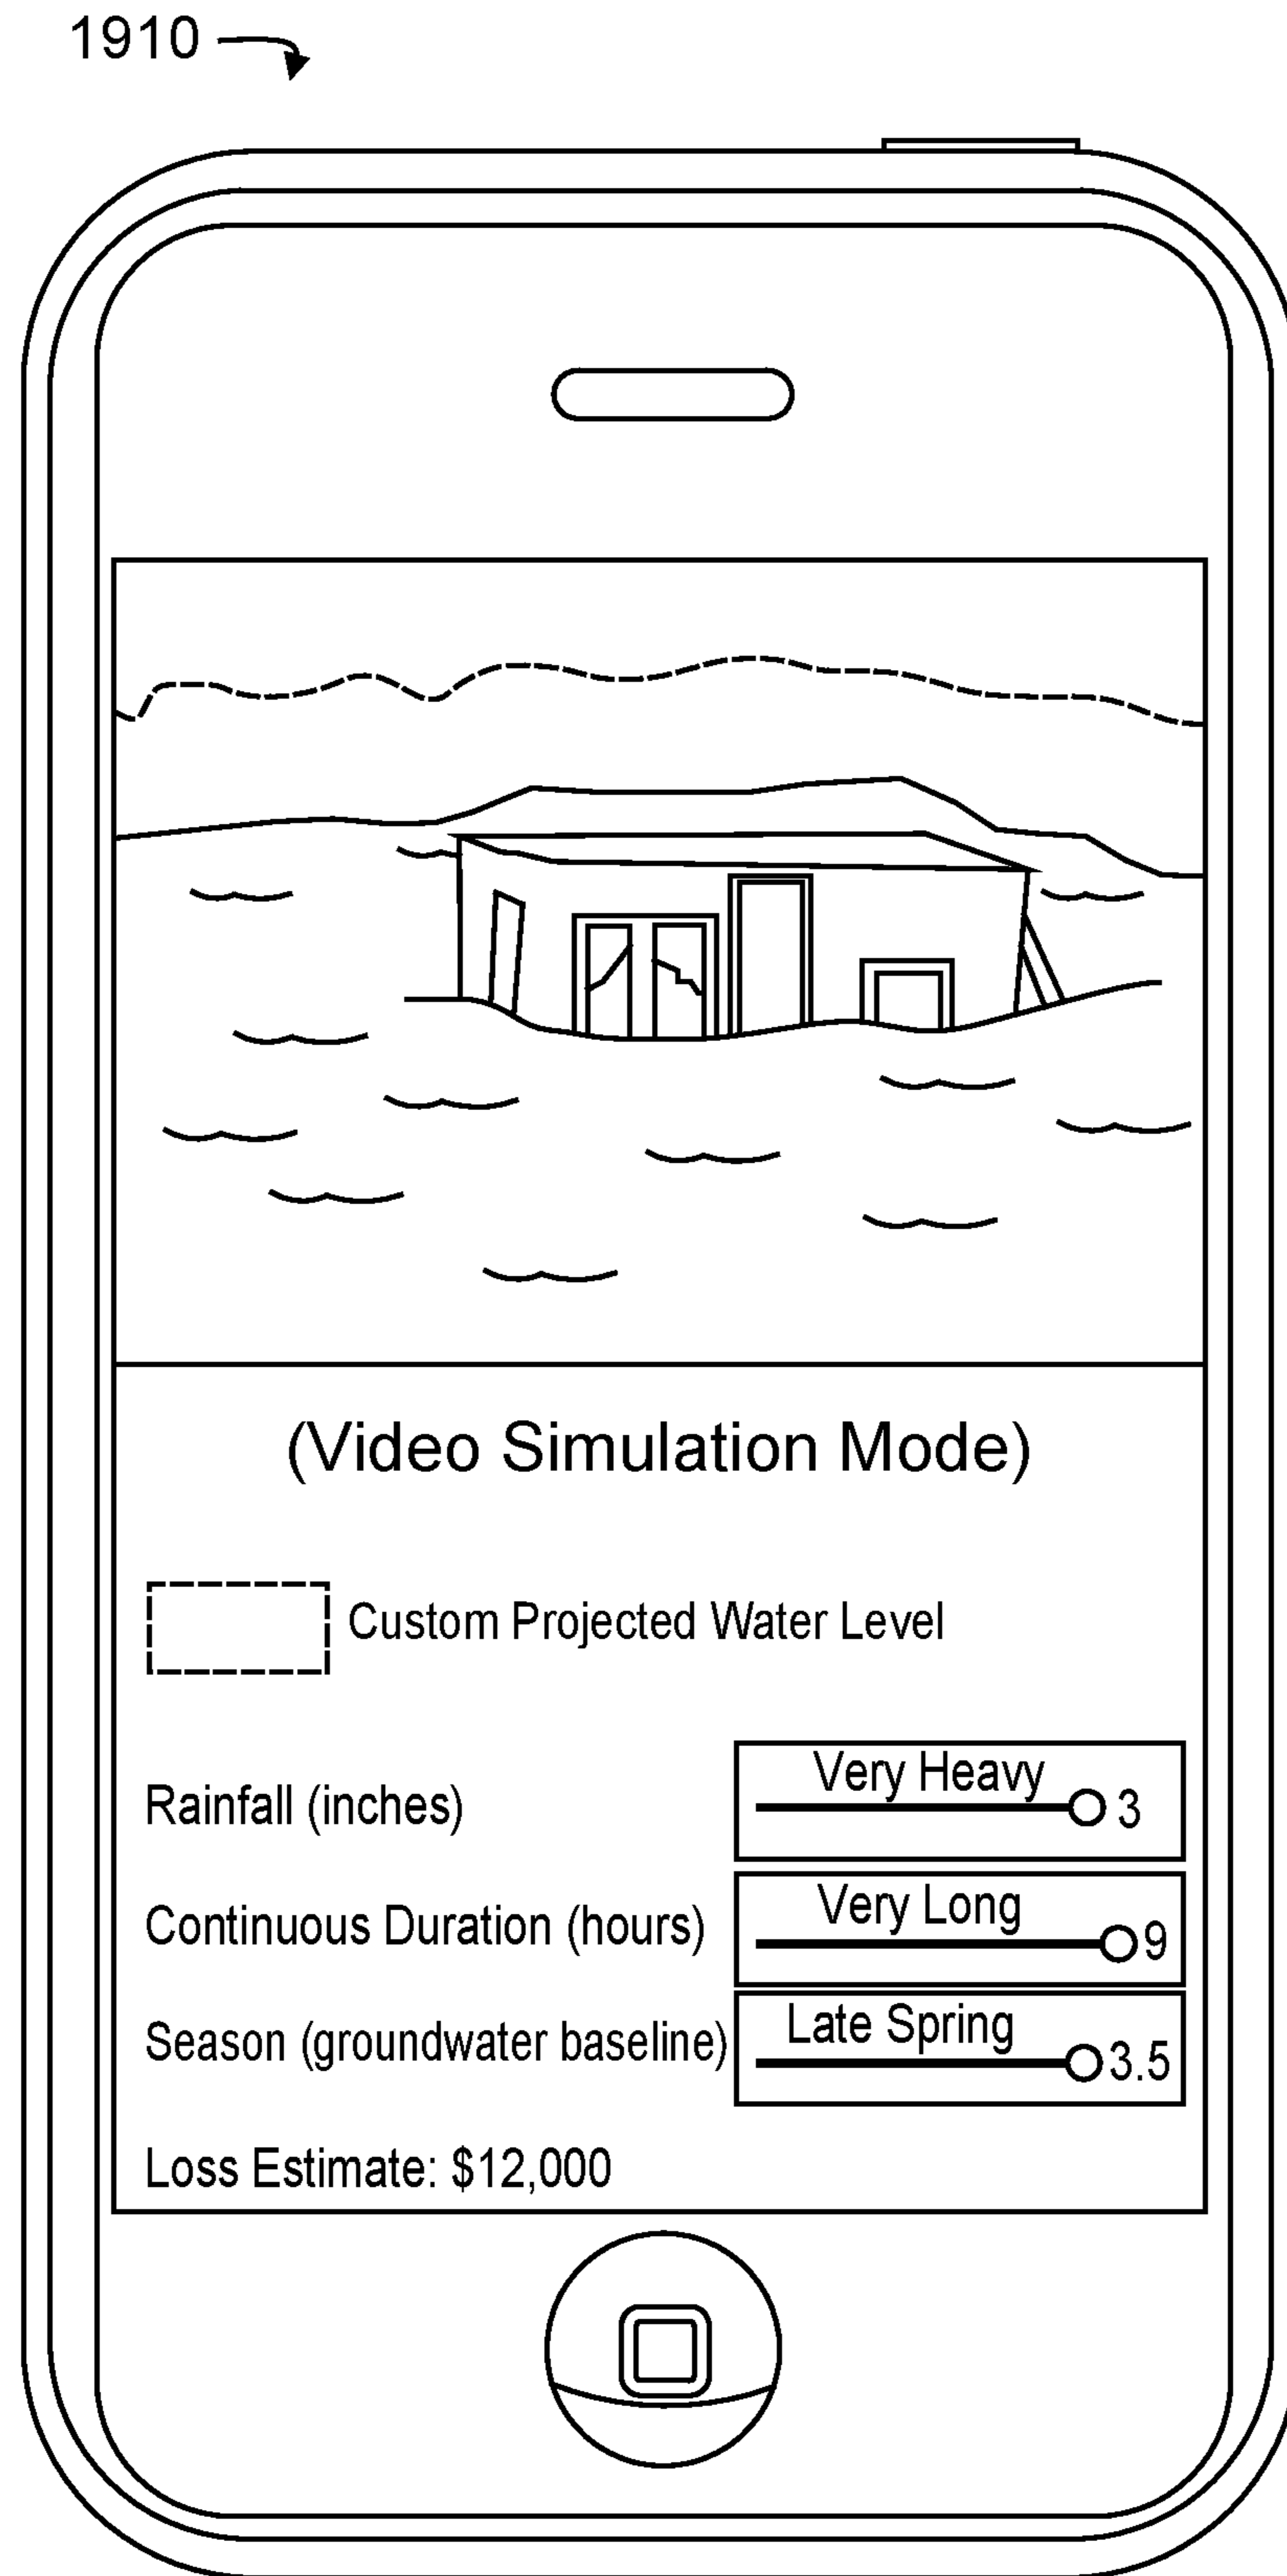 1910
(Video Simulation Mode)
Custom Projected Water Level
Rainfall (inches)
Very Heavy
3
Continuous Duration (hours)
Very Long
9
Season (groundwater baseline)
Late Spring
3.5
Loss Estimate: $12,000